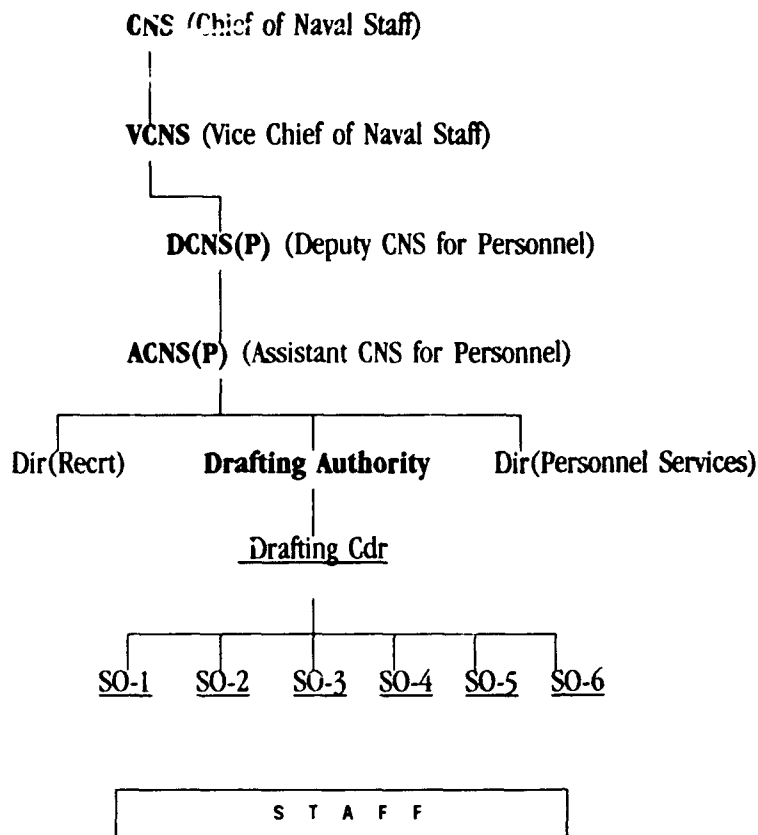 CNS (Chief of Naval Staff)
VCNS (Vice Chief of Naval Staff)
DCNS(P) (Deputy CNS for Personnel)
ACNS(P) (Assistant CNS for Personnel)
Dir(Recrt) Drafting Authority Dir(Personnel Services)
Drafting Cdr
SO-1 SO-2 SO-3 SO-4 SO-5 SO-6
S T A F F